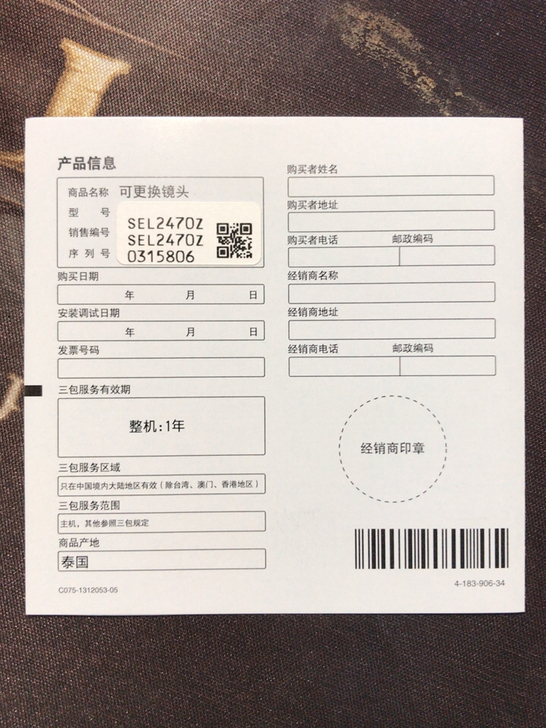 产品信息
商品名称 可更换镜头
型 号 SEL2470Z
销售编号 SEL2470Z
序 列 号 0315806
购买日期
年 月 日
安装调试日期
年 月 日
发票号码
三包服务有效期
整机:1年
三包服务区域
只在中国境内大陆地区有效(除台湾、澳门、香港地区)
三包服务范围
主机，其他参照三包规定
商品产地
泰国
C075-1312053-05
购买者姓名
购买者地址
购买者电话 邮政编码
经销商名称
经销商地址
经销商电话 邮政编码
经销商印章
4-183-906-34